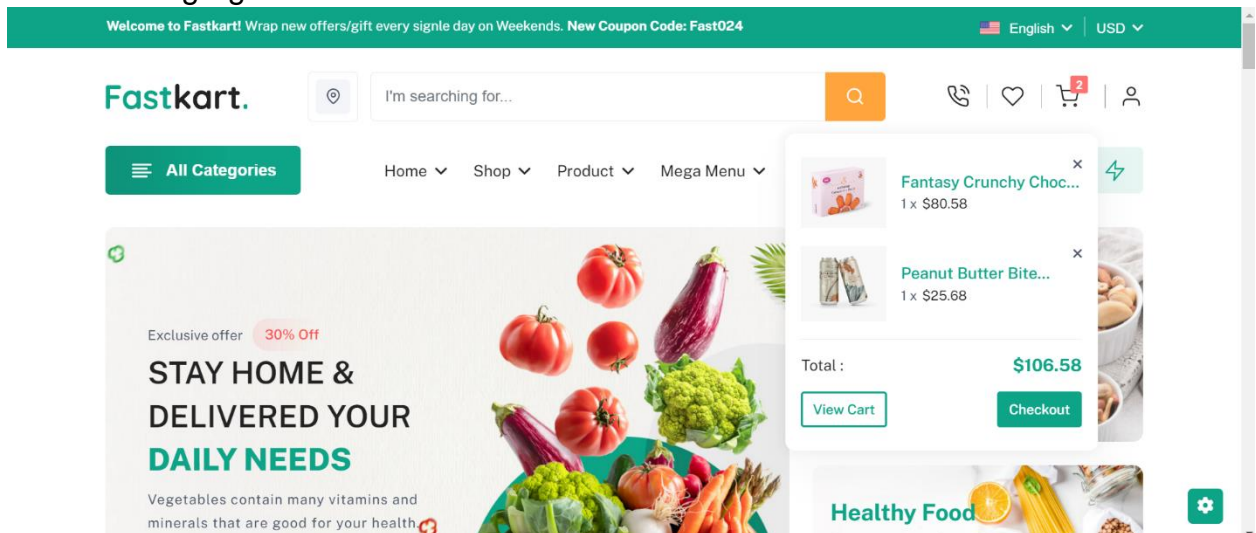 Welcome to Fastkart! Wrap new offers/gift every signle day on Weekends. New Coupon Code: Fast024
English
USD
Fastkart.
I'm searching for...
2
All Categories
Home
Shop
Product
Mega Menu
Fantasy Crunchy Choc...
1 x $80.58
Peanut Butter Bite...
1 x $25.68
Total :
$106.58
View Cart
Checkout
Exclusive offer
30% Off
STAY HOME &
DELIVERED YOUR
DAILY NEEDS
Vegetables contain many vitamins and
minerals that are good for your health.
Healthy Food